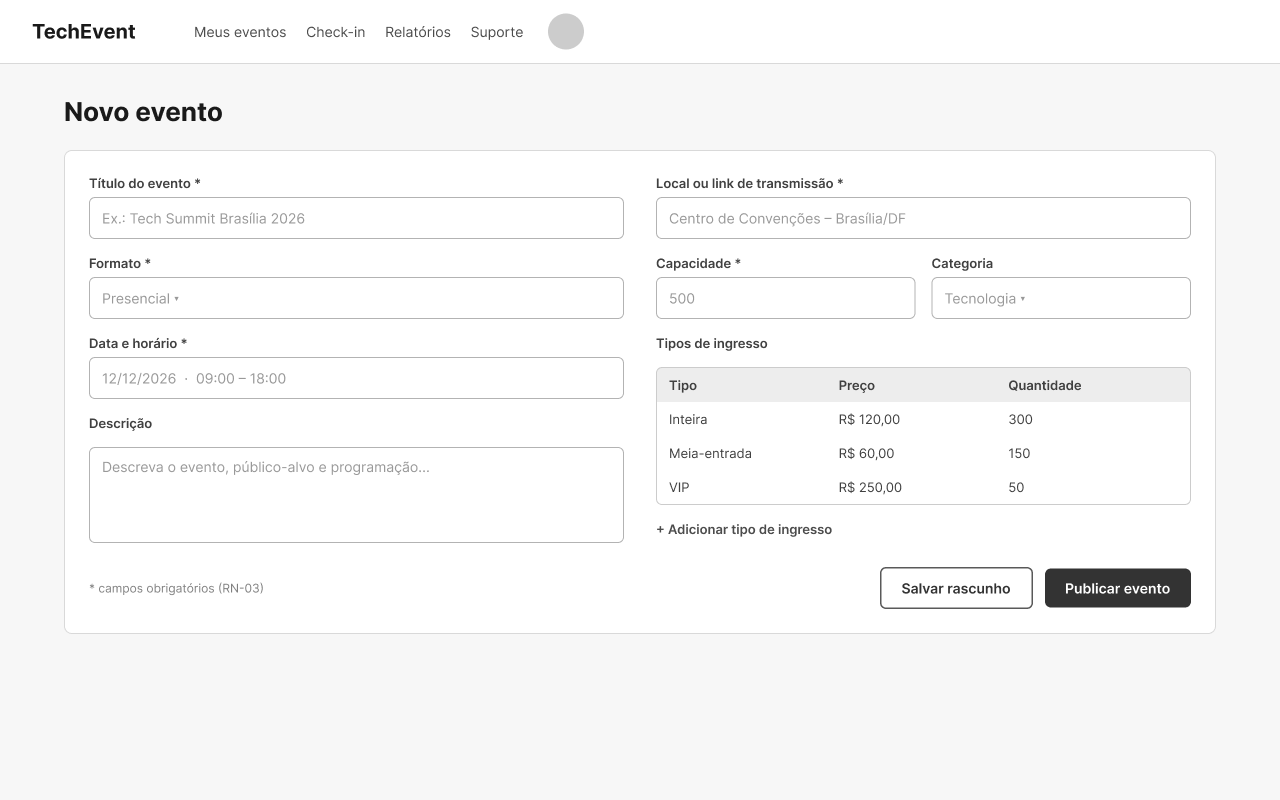 TechEvent
Meus eventos Check-in Relatórios Suporte
Novo evento
Título do evento *
Ex.: Tech Summit Brasília 2026
Formato *
Presencial ▾
Data e horário *
12/12/2026 · 09:00 – 18:00
Descrição
Descreva o evento, público-alvo e programação...
Local ou link de transmissão *
Centro de Convenções – Brasília/DF
Capacidade * Categoria
500 Tecnologia ▾
Tipos de ingresso
Tipo Preço Quantidade
Inteira R$ 120,00 300
Meia-entrada R$ 60,00 150
VIP R$ 250,00 50
+ Adicionar tipo de ingresso
* campos obrigatórios (RN-03)
Salvar rascunho Publicar evento